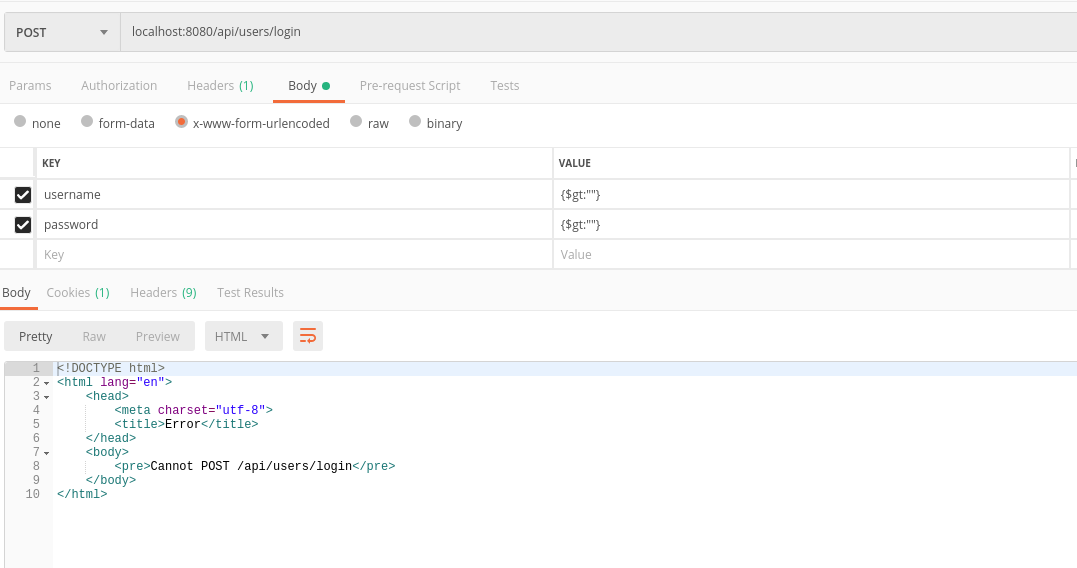 POST localhost:8080/api/users/login
Params Authorization Headers (1) Body Pre-request Script Tests
none form-data x-www-form-urlencoded raw binary
KEY VALUE
username {$gt:""}
password {$gt:""}
Key Value
Body Cookies (1) Headers (9) Test Results
Pretty Raw Preview HTML
1 <!DOCTYPE html>
2 <html lang="en">
3 <head>
4 <meta charset="utf-8">
5 <title>Error</title>
6 </head>
7 <body>
8 <pre>Cannot POST /api/users/login</pre>
9 </body>
10 </html>